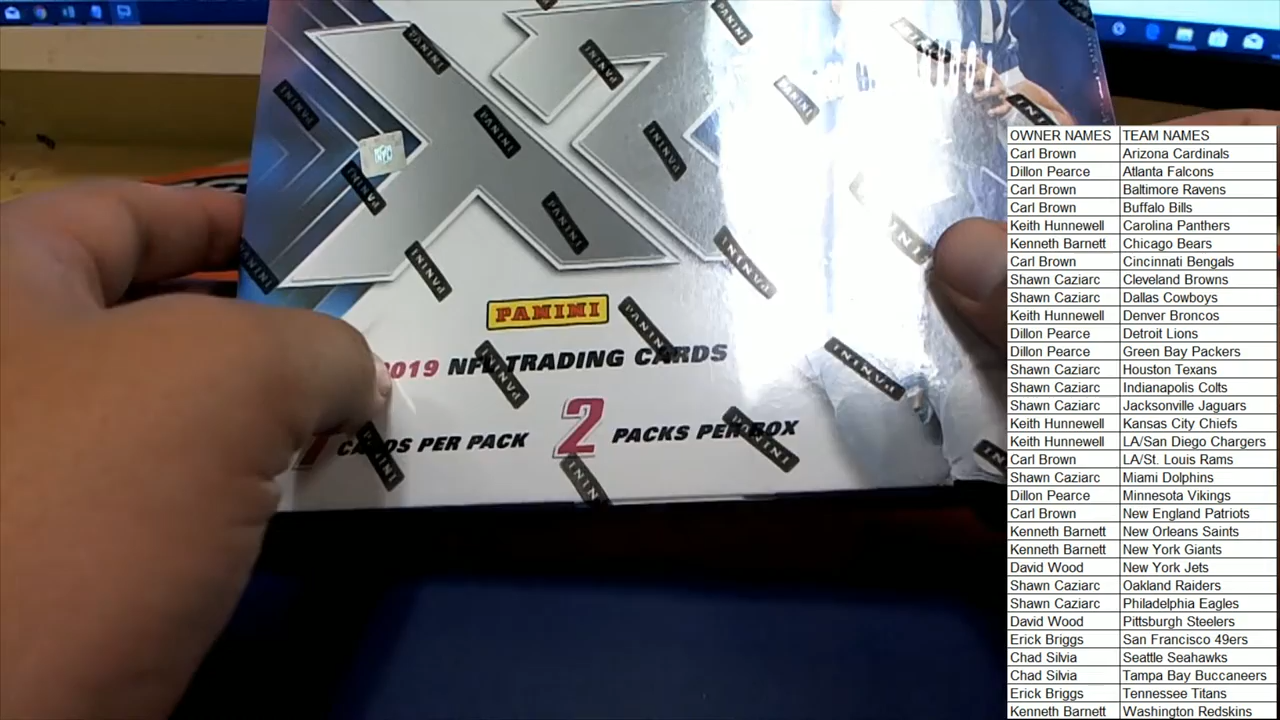 PANINI
2019 NFL TRADING CARDS
CARDS PER PACK 2 PACKS PER BOX
OWNER NAMES TEAM NAMES
Carl Brown Arizona Cardinals
Dillon Pearce Atlanta Falcons
Carl Brown Baltimore Ravens
Carl Brown Buffalo Bills
Keith Hunnewell Carolina Panthers
Kenneth Barnett Chicago Bears
Carl Brown Cincinnati Bengals
Shawn Caziarc Cleveland Browns
Shawn Caziarc Dallas Cowboys
Keith Hunnewell Denver Broncos
Dillon Pearce Detroit Lions
Dillon Pearce Green Bay Packers
Shawn Caziarc Houston Texans
Shawn Caziarc Indianapolis Colts
Shawn Caziarc Jacksonville Jaguars
Keith Hunnewell Kansas City Chiefs
Keith Hunnewell LA/San Diego Chargers
Carl Brown LA/St. Louis Rams
Shawn Caziarc Miami Dolphins
Dillon Pearce Minnesota Vikings
Carl Brown New England Patriots
Kenneth Barnett New Orleans Saints
Kenneth Barnett New York Giants
David Wood New York Jets
Shawn Caziarc Oakland Raiders
Shawn Caziarc Philadelphia Eagles
David Wood Pittsburgh Steelers
Erick Briggs San Francisco 49ers
Chad Silvia Seattle Seahawks
Chad Silvia Tampa Bay Buccaneers
Erick Briggs Tennessee Titans
Kenneth Barnett Washington Redskins